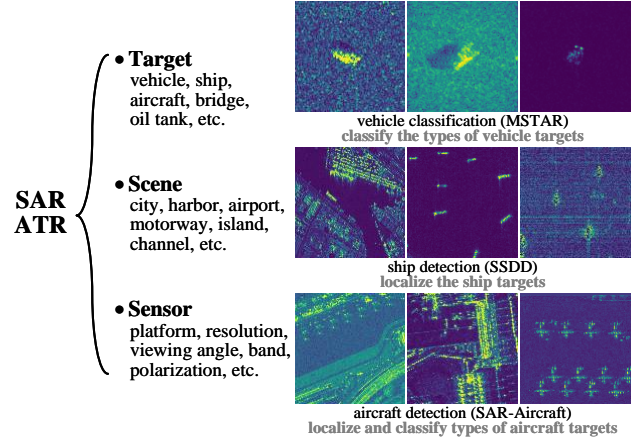 SAR
ATR
• Target
vehicle, ship,
aircraft, bridge,
oil tank, etc.
• Scene
city, harbor, airport,
motorway, island,
channel, etc.
• Sensor
platform, resolution,
viewing angle, band,
polarization, etc.
vehicle classification (MSTAR)
classify the types of vehicle targets
ship detection (SSDD)
localize the ship targets
aircraft detection (SAR-Aircraft)
localize and classify types of aircraft targets